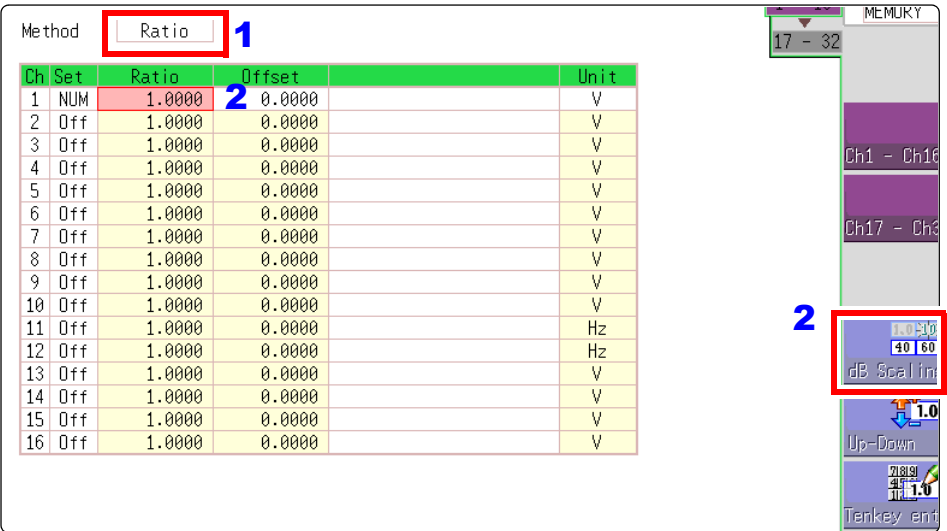 MEMORY
Method Ratio 1
17 - 32
Ch Set Ratio Offset Unit
1 NUM 1.0000 2 0.0000 V
2 Off 1.0000 0.0000 V
3 Off 1.0000 0.0000 V
4 Off 1.0000 0.0000 V
5 Off 1.0000 0.0000 V
6 Off 1.0000 0.0000 V
7 Off 1.0000 0.0000 V
8 Off 1.0000 0.0000 V
9 Off 1.0000 0.0000 V
10 Off 1.0000 0.0000 V
11 Off 1.0000 0.0000 Hz
12 Off 1.0000 0.0000 Hz
13 Off 1.0000 0.0000 V
14 Off 1.0000 0.0000 V
15 Off 1.0000 0.0000 V
16 Off 1.0000 0.0000 V
Ch1 - Ch16
Ch17 - Ch3
2
40 60
dB Scalin
1.0
Up-Down
1.0
Tenkey ent